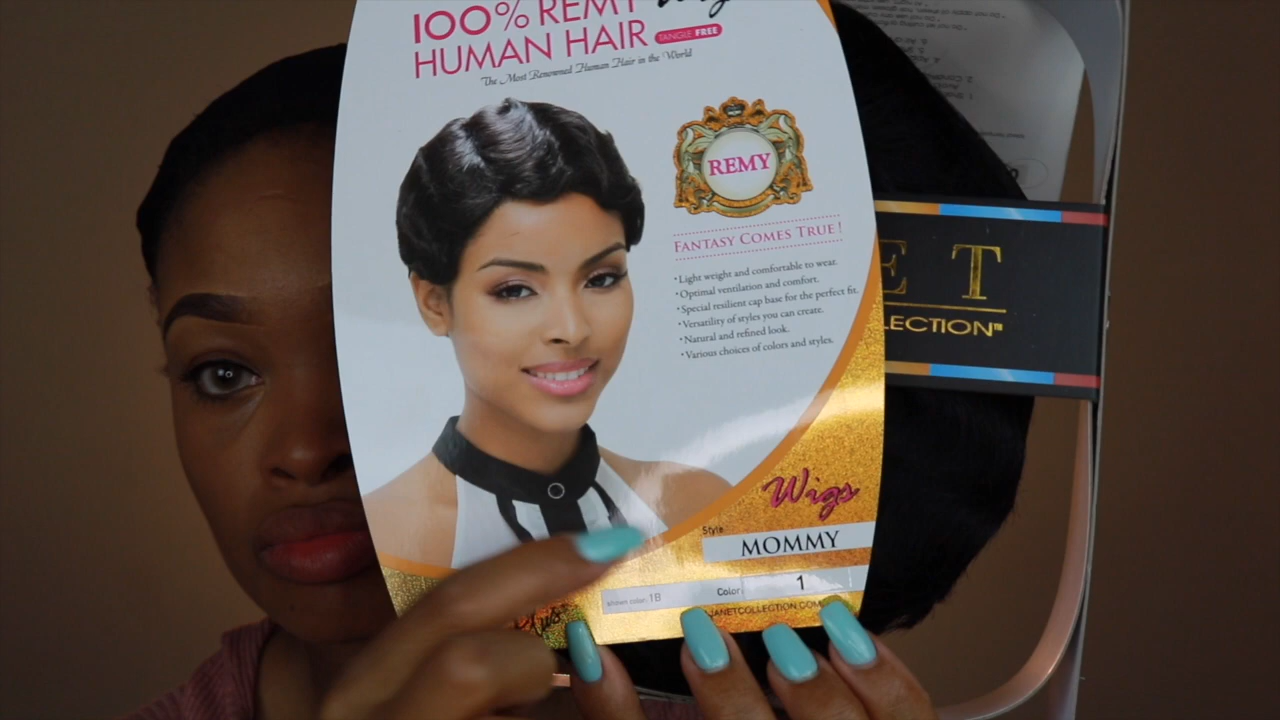 100% REMY Wig
HUMAN HAIR TANGLE FREE
The Most Renowned Human Hair in the World
REMY
FANTASY COMES TRUE!
• Light weight and comfortable to wear.
• Optimal ventilation and comfort.
• Special resilient cap base for the perfect fit.
• Versatility of styles you can create.
• Natural and refined look.
• Various choices of colors and styles.
ET
LECTION™
Wigs
Style
MOMMY
shown color: 1B
Color 1
JANETCOLLECTION.COM
lus